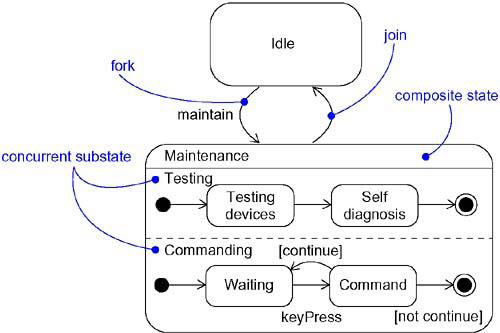 Idle
join
fork
composite state
maintain
concurrent substate
Maintenance
Testing
Testing
devices
Self
diagnosis
Commanding
[continue]
Waiting
Command
keyPress
[not continue]